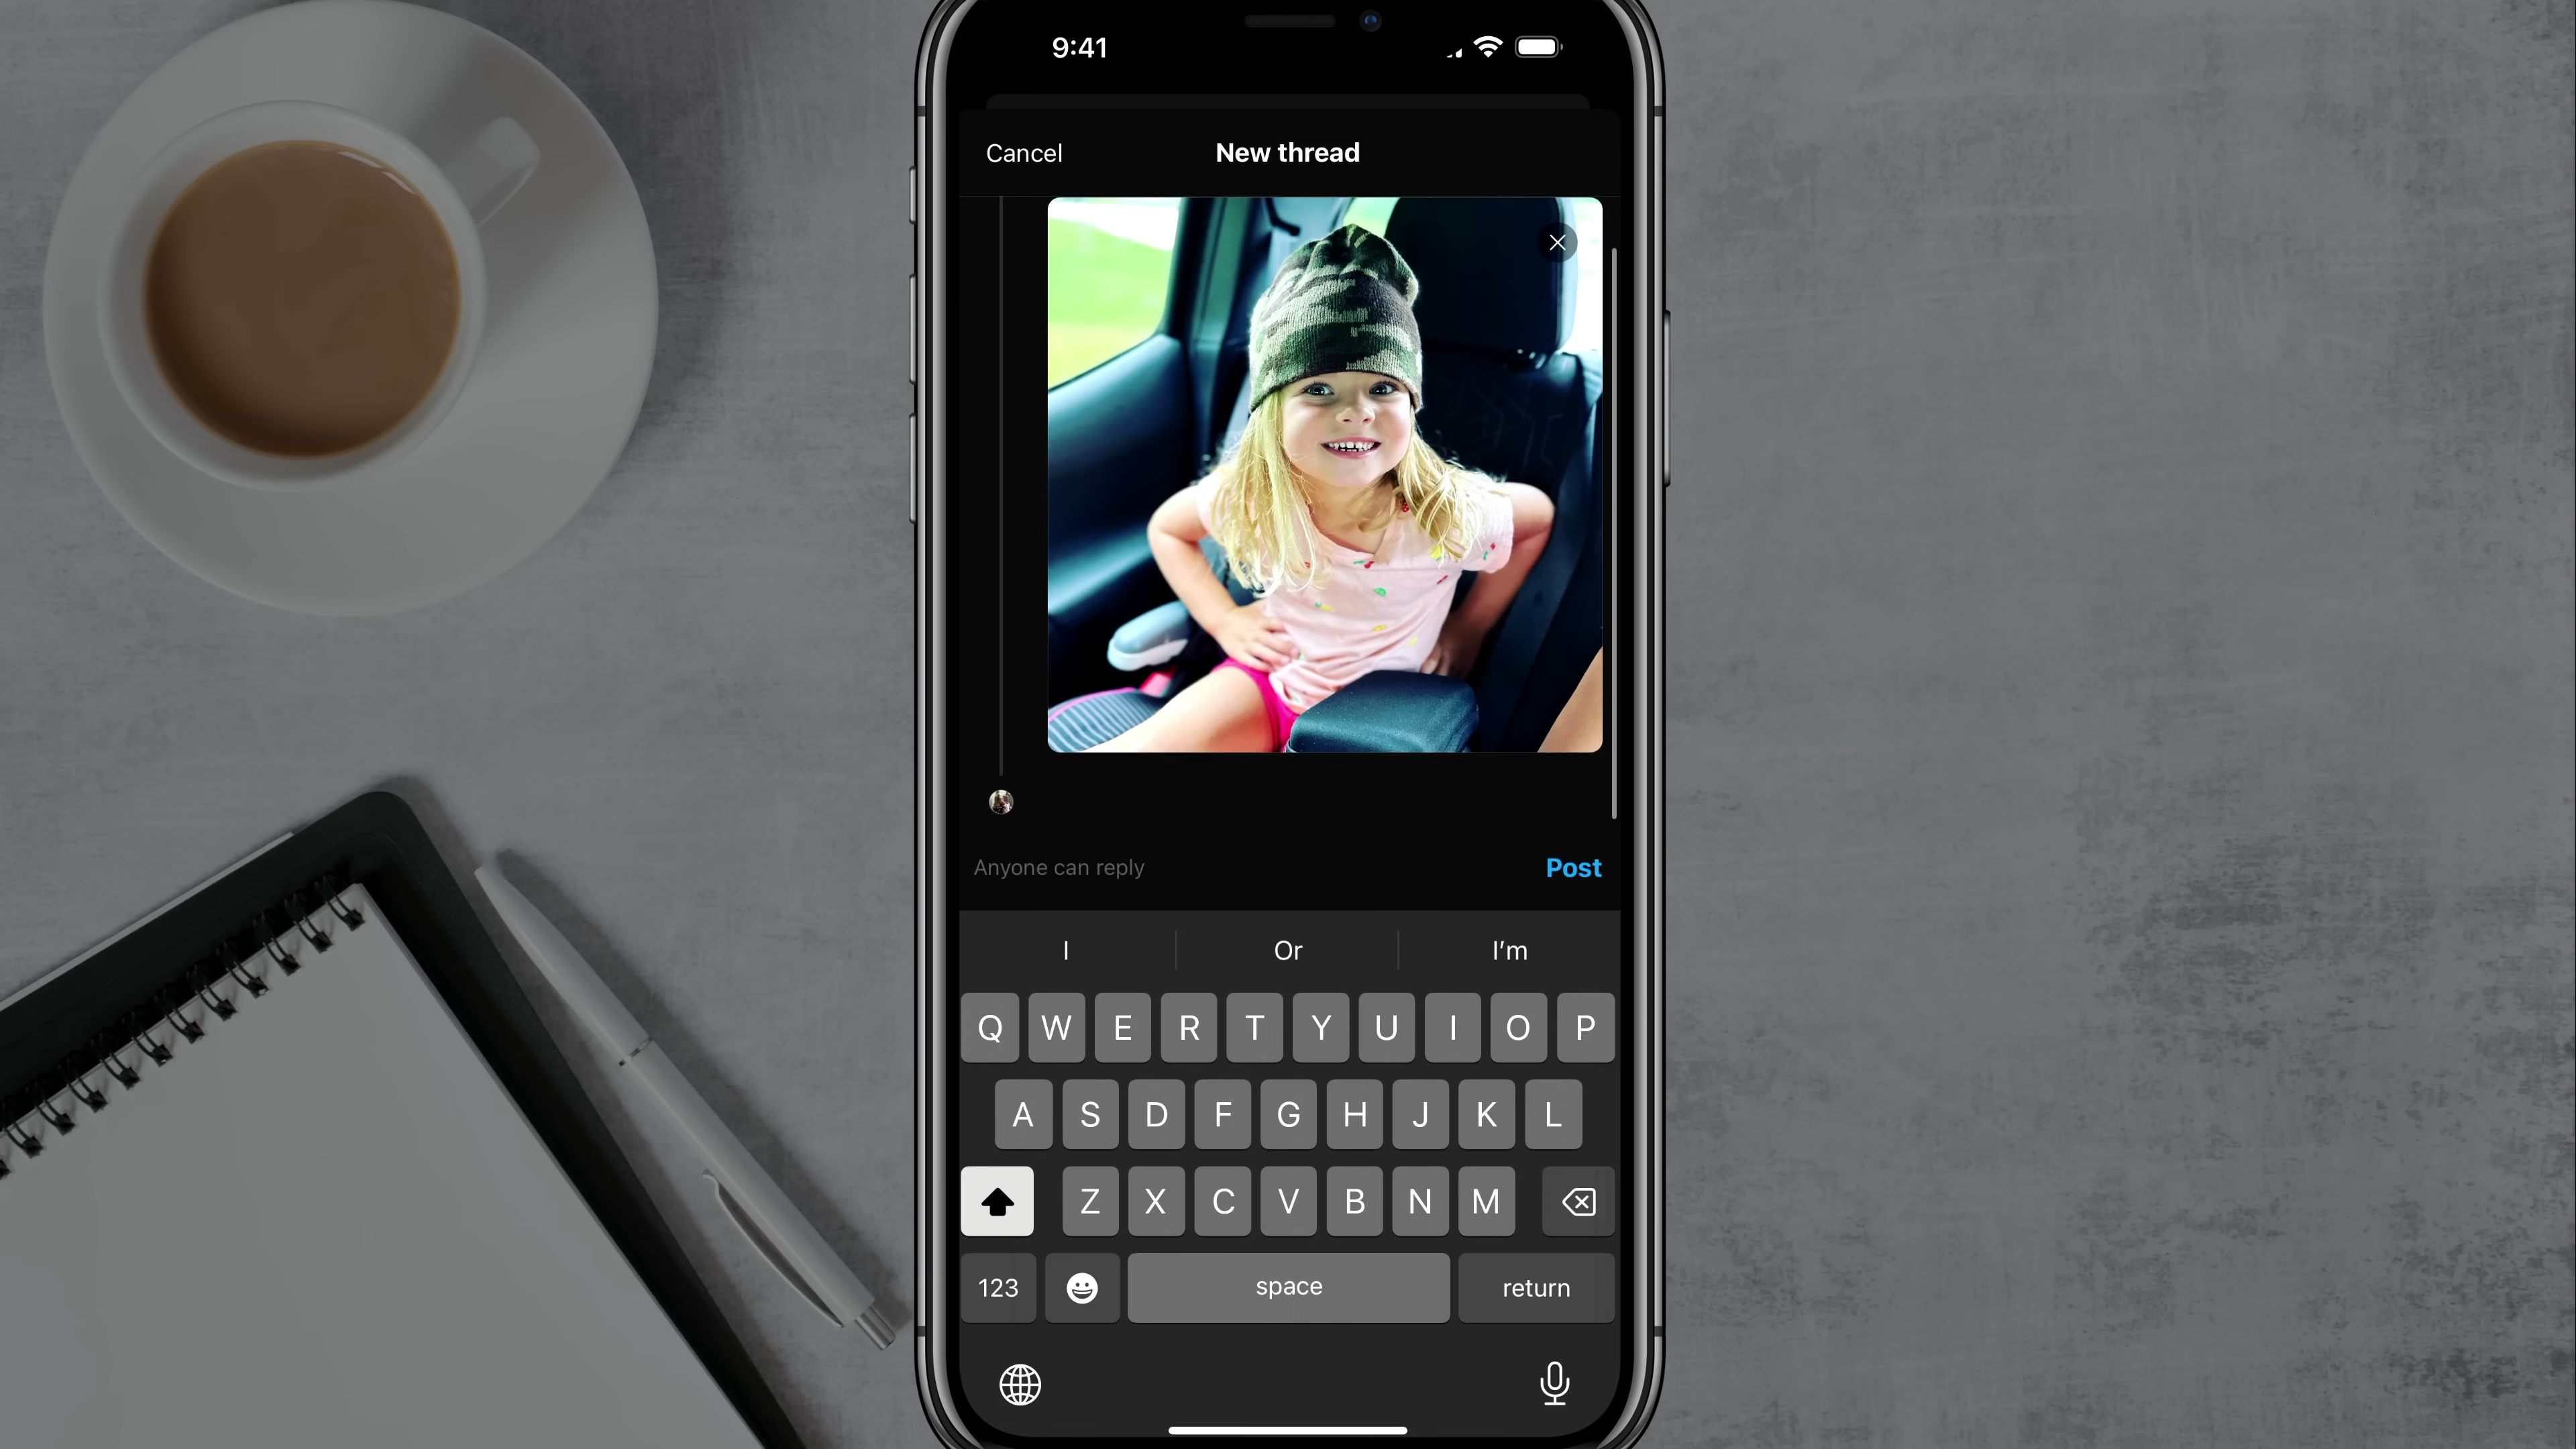 9:41
Cancel
New thread
Anyone can reply
Post
I
Or
I'm
Q W E R T Y U I O P
A S D F G H J K L
Z X C V B N M
123
space
return